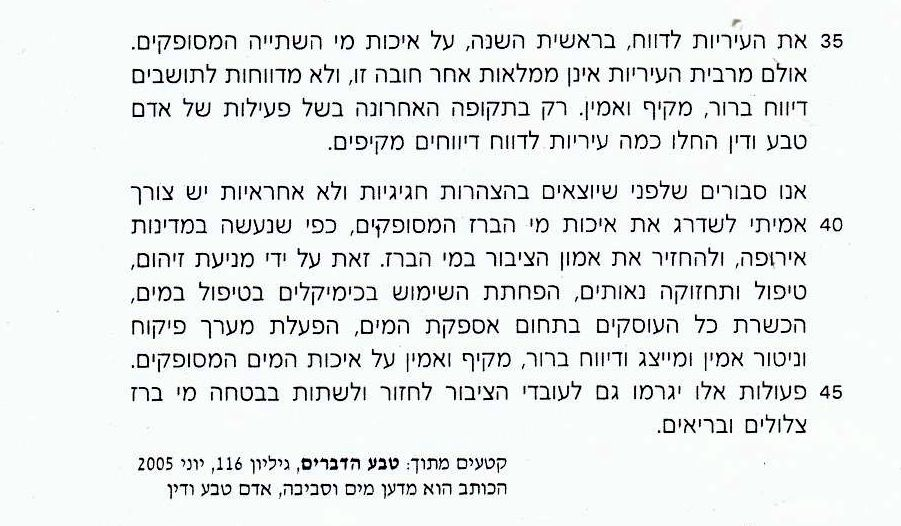 35 את העיריות לדווח, בראשית השנה, על איכות מי השתייה המסופקים.
אולם מרבית העיריות אינן ממלאות אחר חובה זו, ולא מדווחות לתושבים
דיווח ברור, מקיף ואמין. רק בתקופה האחרונה בשל פעילות של אדם
טבע ודין החלו כמה עיריות לדווח דיווחים מקיפים.
אנו סבורים שלפני שיוצאים בהצהרות חגיגיות ולא אחראיות יש צורך
40 אמיתי לשדרג את איכות מי הברז המסופקים, כפי שנעשה במדינות
אירופה, ולהחזיר את אמון הציבור במי הברז. זאת על ידי מניעת זיהום,
טיפול ותחזוקה נאותים, הפחתת השימוש בכימיקלים בטיפול במים,
הכשרת כל העוסקים בתחום אספקת המים, הפעלת מערך פיקוח
וניטור אמין ומייצג ודיווח ברור, מקיף ואמין על איכות המים המסופקים.
45 פעולות אלו יגרמו גם לעובדי הציבור לחזור ולשתות בבטחה מי ברז
צלולים ובריאים.
קטעים מתוך: טבע הדברים, גיליון 116, יוני 2005
הכותב הוא מדען מים וסביבה, אדם טבע ודין